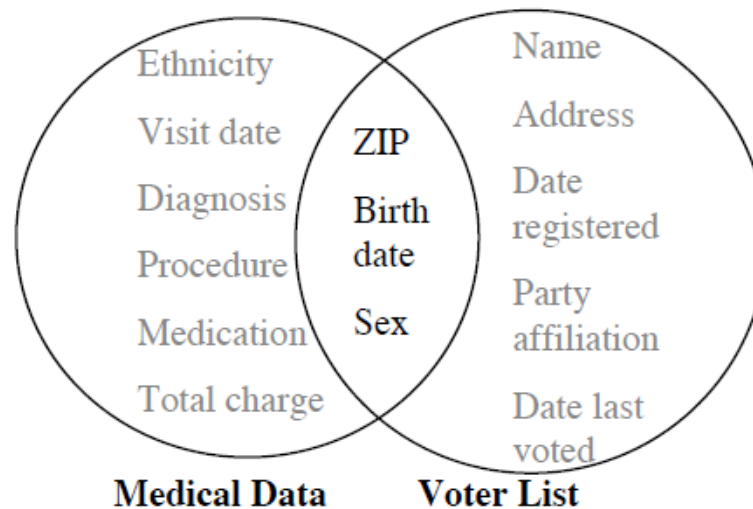 Ethnicity
Visit date
Diagnosis
Procedure
Medication
Total charge
ZIP
Birth
date
Sex
Name
Address
Date
registered
Party
affiliation
Date last
voted
Medical Data
Voter List